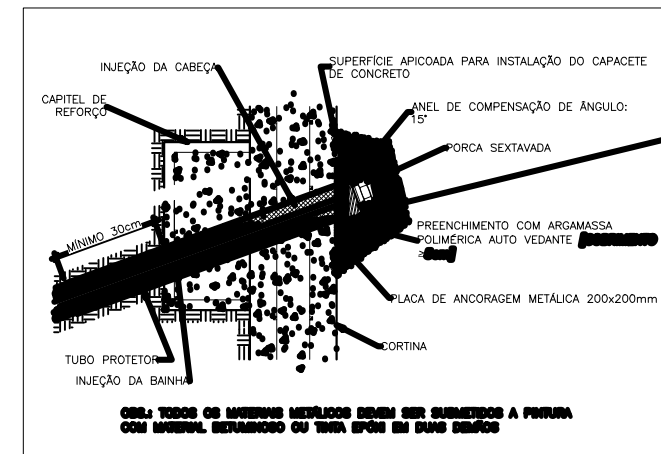 INJEÇÃO DA CABEÇA
SUPERFÍCIE APICOADA PARA INSTALAÇÃO DO CAPACETE
DE CONCRETO
CAPITEL DE
REFORÇO
ANEL DE COMPENSAÇÃO DE ÂNGULO:
15°
PORCA SEXTAVADA
MÍNIMO 30cm
PREENCHIMENTO COM ARGAMASSA
POLIMÉRICA AUTO VEDANTE
PLACA DE ANCORAGEM METÁLICA 200x200mm
CORTINA
TUBO PROTETOR
INJEÇÃO DA BAINHA
OBS.: TODOS OS MATERIAIS METÁLICOS DEVEM SER SUBMETIDOS A PINTURA
COM MATERIAL BETUMINOSO OU TINTA EPÓXI EM DUAS DEMÃOS